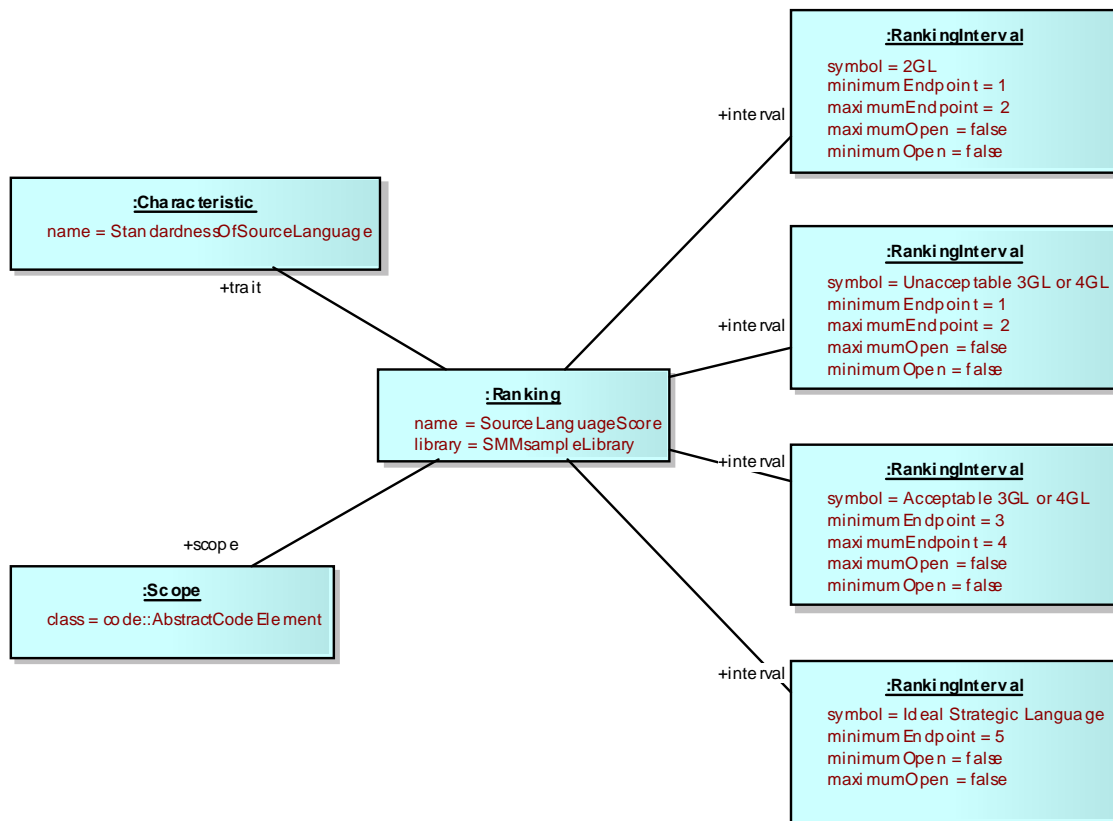 :RankingInterval
symbol = 2GL
minimumEndpoint = 1
maximumEndpoint = 2
maximumOpen = false
minimumOpen = false
+interval
:Characteristic
name = StandardnessOfSourceLanguage
+trait
:RankingInterval
symbol = Unacceptable 3GL or 4GL
minimumEndpoint = 1
maximumEndpoint = 2
maximumOpen = false
minimumOpen = false
+interval
:Ranking
name = SourceLanguageScore
library = SMMsampleLibrary
:RankingInterval
symbol = Acceptable 3GL or 4GL
minimumEndpoint = 3
maximumEndpoint = 4
maximumOpen = false
minimumOpen = false
+interval
+scope
:Scope
class = code::AbstractCodeElement
:RankingInterval
symbol = Ideal Strategic Language
minimumEndpoint = 5
minimumOpen = false
maximumOpen = false
+interval